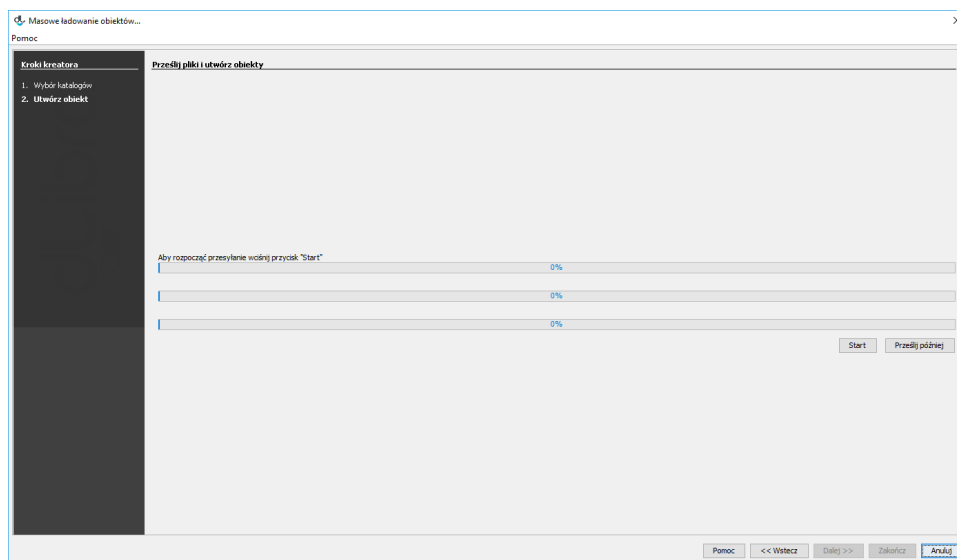 Masowe ładowanie obiektów...
Pomoc
Kroki kreatora
1. Wybór katalogów
2. Utwórz obiekt
Prześlij pliki i utwórz obiekty
Aby rozpocząć przesyłanie wciśnij przycisk "Start"
0%
0%
0%
Start Prześlij później
Pomoc << Wstecz Dalej >> Zakończ Anuluj